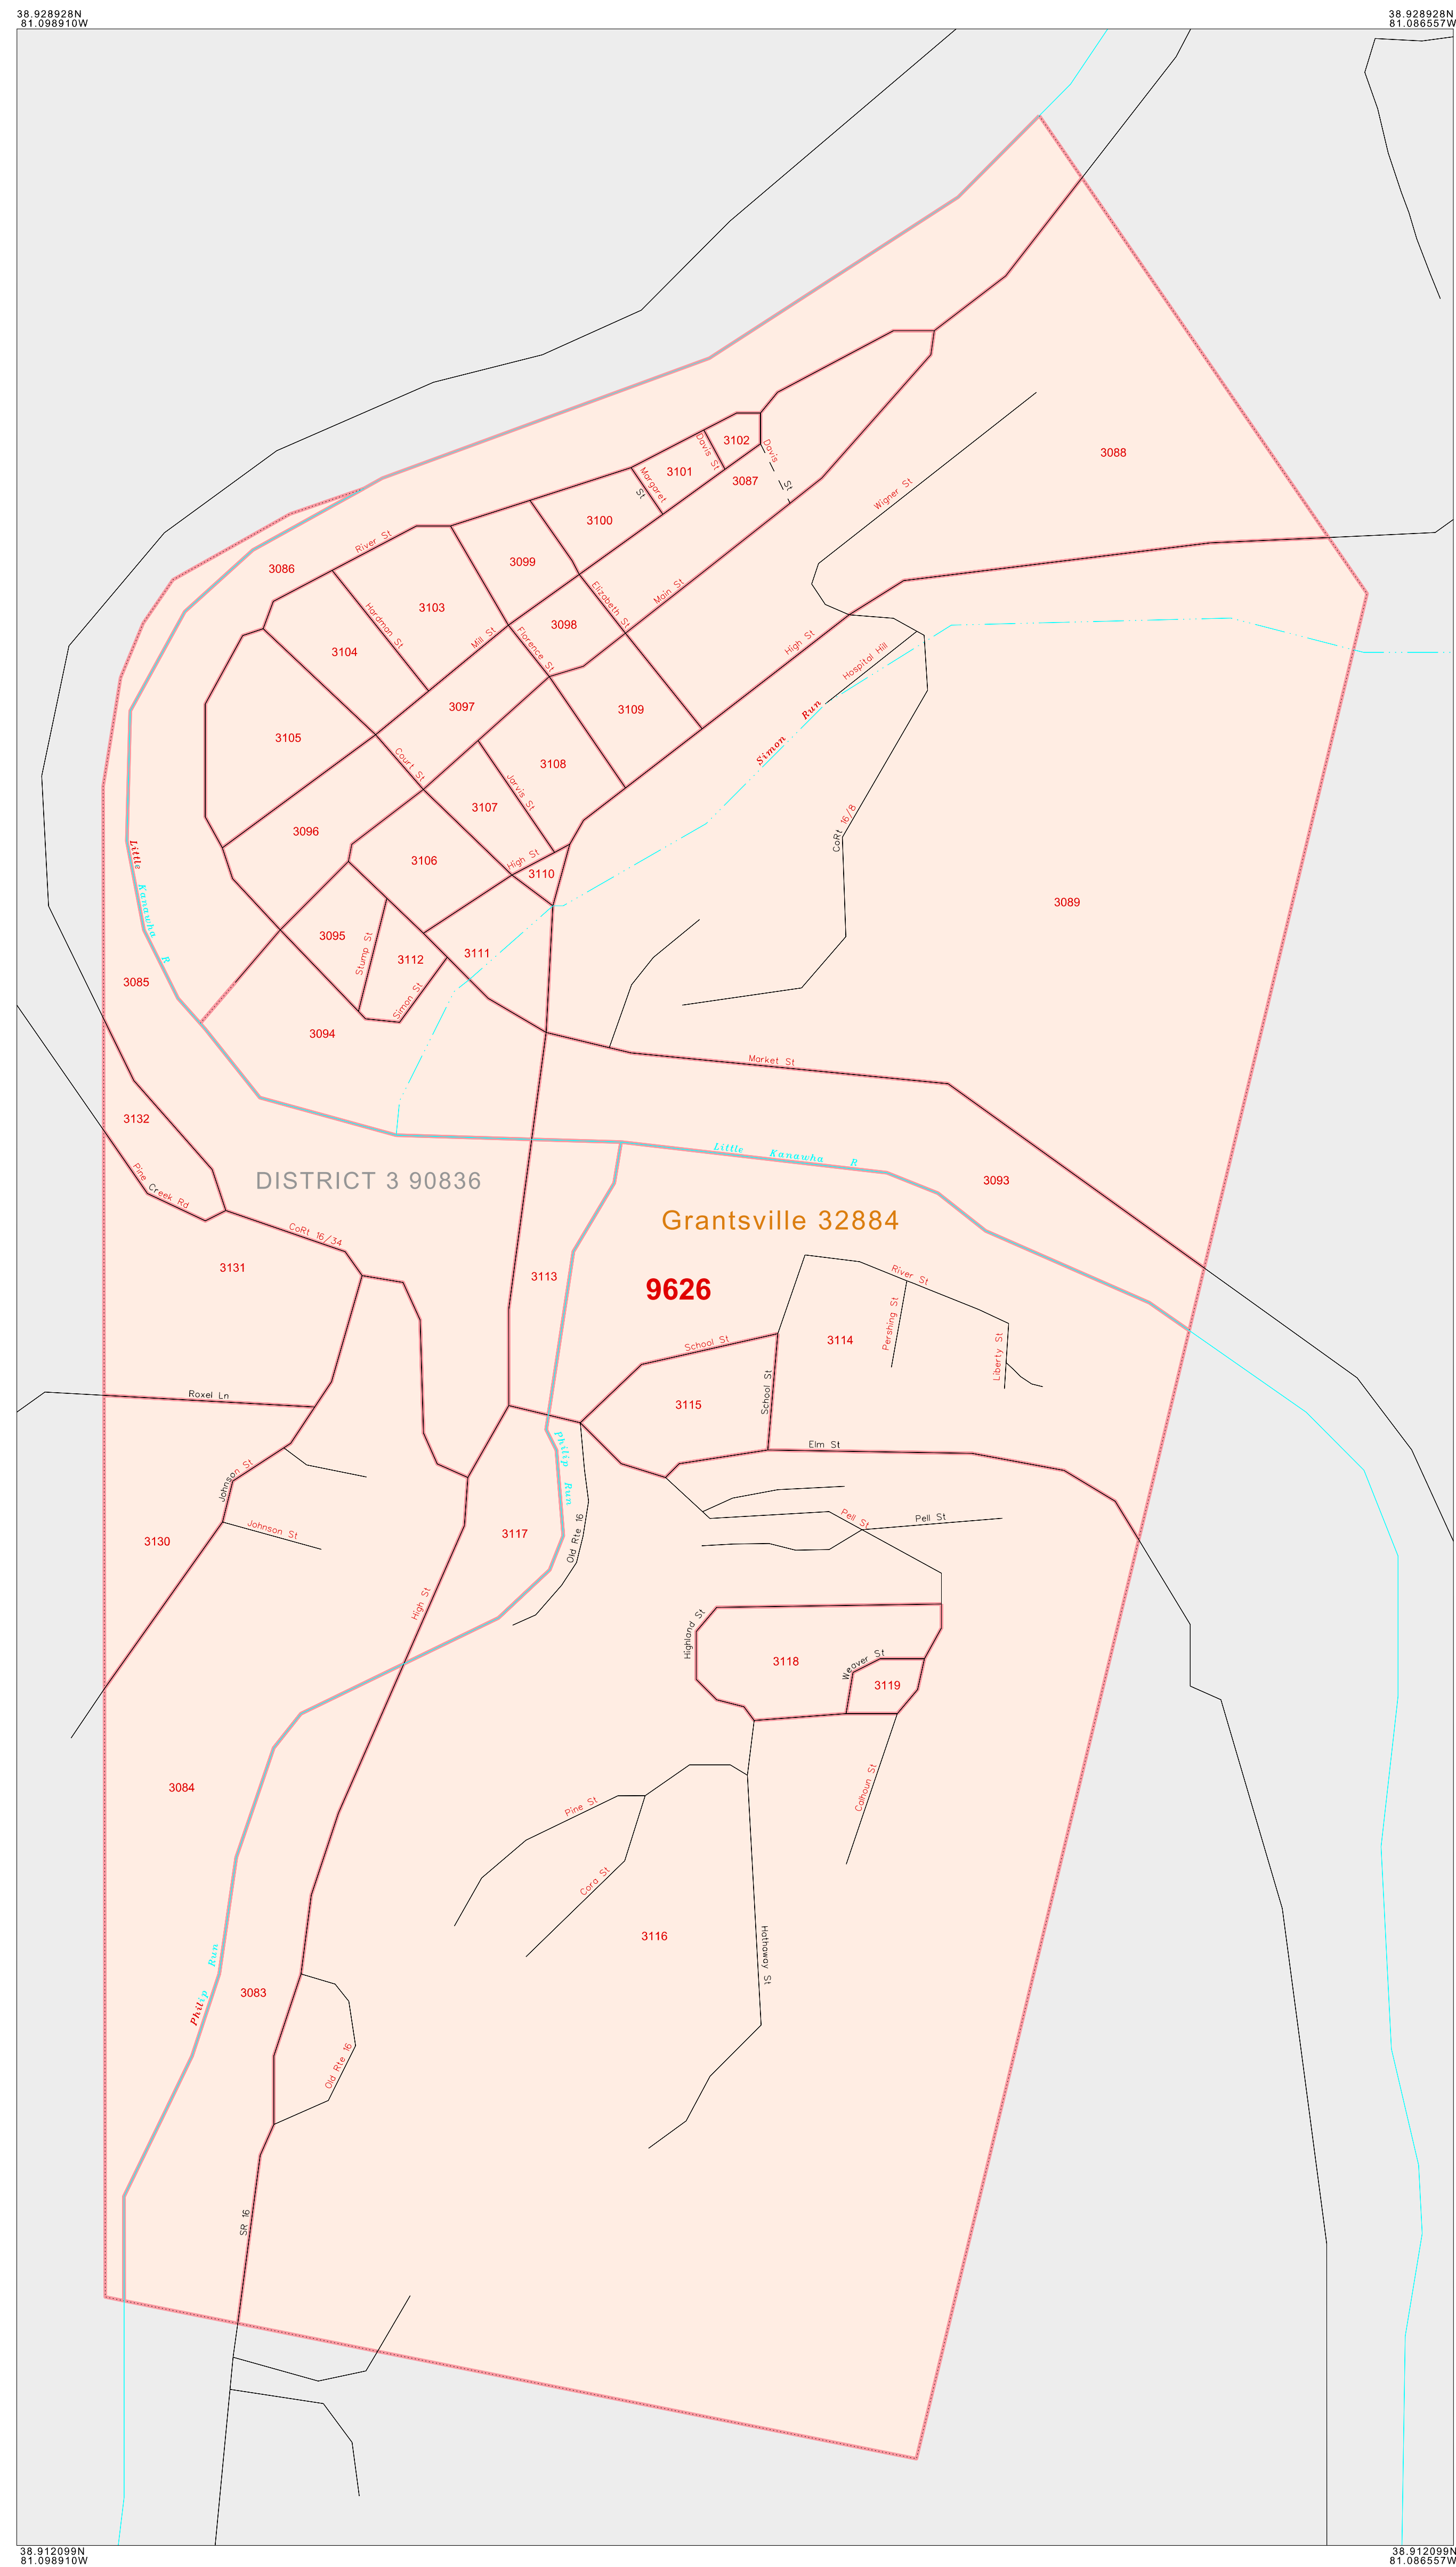 38.928928N
81.098910W
38.928928N
81.086557W
3102
Davis St
Davis St
3101
3087
Margaret St
3088
Wigner St
3100
River St
3099
3086
Elizabeth St
Main St
3103
Hardman St
Mill St
3098
Florence St
High St
3104
Hospital Hill
3097
3109
Simon Run
3105
Court St
3108
Jarvis St
3107
CoRt 16/8
3096
Little Kanawha R
3106
High St
3110
3089
3095
Stump St
3112
3111
3085
Simon St
3094
Market St
3132
Little Kanawha R
Pine Creek Rd
DISTRICT 3 90836
3093
Grantsville 32884
CoRt 16/34
3131
3113
9626
River St
Pershing St
School St
3114
Liberty St
Roxel Ln
School St
3115
Elm St
Philip Run
Johnson St
Johnson St
3130
3117
Old Rte 16
Pell St
Pell St
High St
Highland St
3118
Weaver St
3119
3084
Calhoun St
Pine St
Cora St
3116
Hathaway St
Philip Run
3083
Old Rte 16
SR 16
38.912099N
81.098910W
38.912099N
81.086557W